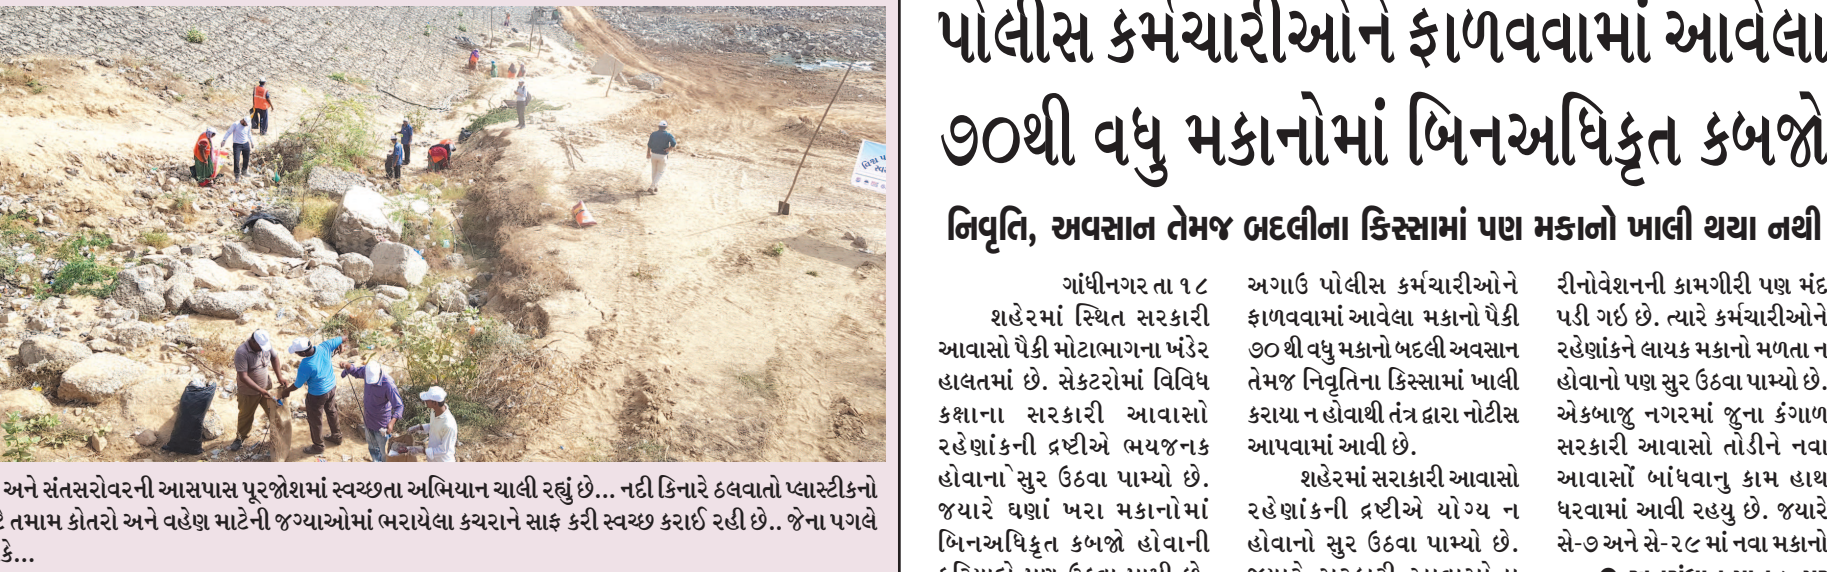 અને સંતસરોવરની આસપાસ પૂરજોશમાં સ્વચ્છતા અભિયાન ચાલી રહ્યું છે... નદી કિનારે ઠલવાતો પ્લાસ્ટીકનો
તમામ કોતરો અને વહેણ માટેની જગ્યાઓમાં ભરાયેલા કચરાને સાફ કરી સ્વચ્છ કરાઈ રહી છે.. જેના પગલે
કે...
પોલીસ કર્મચારીઓને ફાળવવામાં આવેલા
૭૦થી વધુ મકાનોમાં બિનઅધિકૃત કબજો
નિવૃતિ, અવસાન તેમજ બદલીના કિસ્સામાં પણ મકાનો ખાલી થયા નથી
ગાંધીનગર તા ૧૮
શહેરમાં સ્થિત સરકારી
આવાસો પૈકી મોટાભાગના ખંડેર
હાલતમાં છે. સેકટરોમાં વિવિધ
કક્ષાના સરકારી આવાસો
રહેણાંકની દ્રષ્ટીએ ભયજનક
હોવાનો સુર ઉઠવા પામ્યો છે.
જયારે ઘણાં ખરા મકાનોમાં
બિનઅધિકૃત કબજો હોવાની
અગાઉ પોલીસ કર્મચારીઓને
ફાળવવામાં આવેલા મકાનો પૈકી
૭૦ થી વધુ મકાનો બદલી અવસાન
તેમજ નિવૃતિના કિસ્સામાં ખાલી
કરાયા ન હોવાથી તંત્ર દ્વારા નોટીસ
આપવામાં આવી છે.
શહેરમાં સરાકારી આવાસો
રહેણાંકની દ્રષ્ટીએ યોગ્ય ન
હોવાનો સુર ઉઠવા પામ્યો છે.
રીનોવેશનની કામગીરી પણ મંદ
પડી ગઇ છે. ત્યારે કર્મચારીઓને
રહેણાંકને લાયક મકાનો મળતા ન
હોવાનો પણ સુર ઉઠવા પામ્યો છે.
એકબાજુ નગરમાં જુના કંગાળ
સરકારી આવાસો તોડીને નવા
આવાસોં બાંધવાનુ કામ હાથ
ધરવામાં આવી રહયુ છે. જયારે
સે-૭ અને સે-૨૯ માં નવા મકાનો